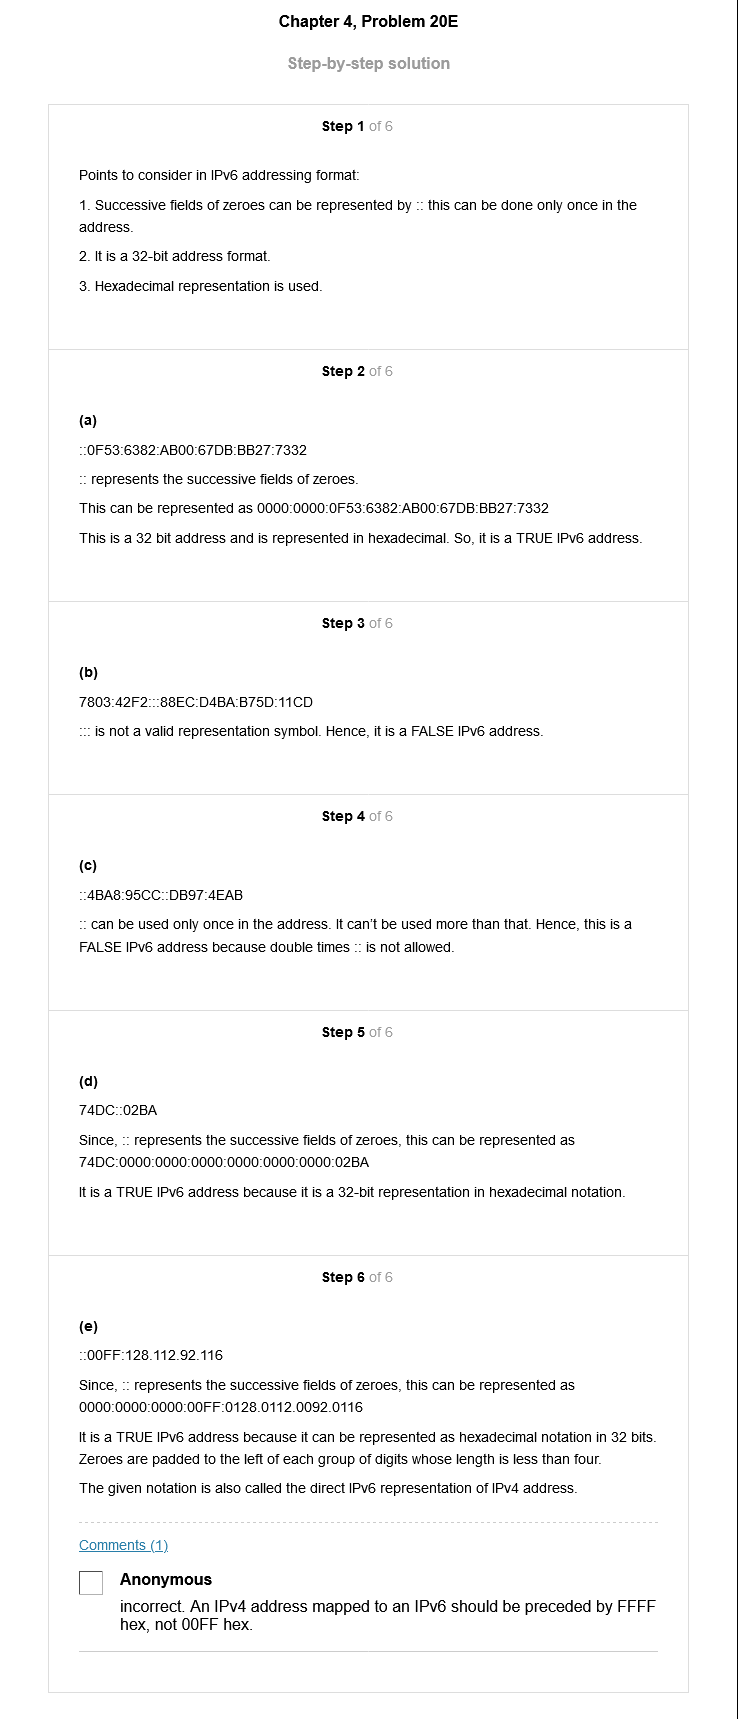 Chapter 4, Problem 20E
Step-by-step solution
Step 1 of 6
Points to consider in IPv6 addressing format:
1. Successive fields of zeroes can be represented by :: this can be done only once in the
address.
2. It is a 32-bit address format.
3. Hexadecimal representation is used.
Step 2 of 6
(a)
::0F53:6382:AB00:67DB:BB27:7332
:: represents the successive fields of zeroes.
This can be represented as 0000:0000:0F53:6382:AB00:67DB:BB27:7332
This is a 32 bit address and is represented in hexadecimal. So, it is a TRUE IPv6 address.
Step 3 of 6
(b)
7803:42F2:::88EC:D4BA:B75D:11CD
::: is not a valid representation symbol. Hence, it is a FALSE IPv6 address.
Step 4 of 6
(c)
::4BA8:95CC::DB97:4EAB
:: can be used only once in the address. It can’t be used more than that. Hence, this is a
FALSE IPv6 address because double times :: is not allowed.
Step 5 of 6
(d)
74DC::02BA
Since, :: represents the successive fields of zeroes, this can be represented as
74DC:0000:0000:0000:0000:0000:0000:02BA
It is a TRUE IPv6 address because it is a 32-bit representation in hexadecimal notation.
Step 6 of 6
(e)
::00FF:128.112.92.116
Since, :: represents the successive fields of zeroes, this can be represented as
0000:0000:0000:00FF:0128.0112.0092.0116
It is a TRUE IPv6 address because it can be represented as hexadecimal notation in 32 bits.
Zeroes are padded to the left of each group of digits whose length is less than four.
The given notation is also called the direct IPv6 representation of IPv4 address.
Comments (1)
Anonymous
incorrect. An IPv4 address mapped to an IPv6 should be preceded by FFFF
hex, not 00FF hex.